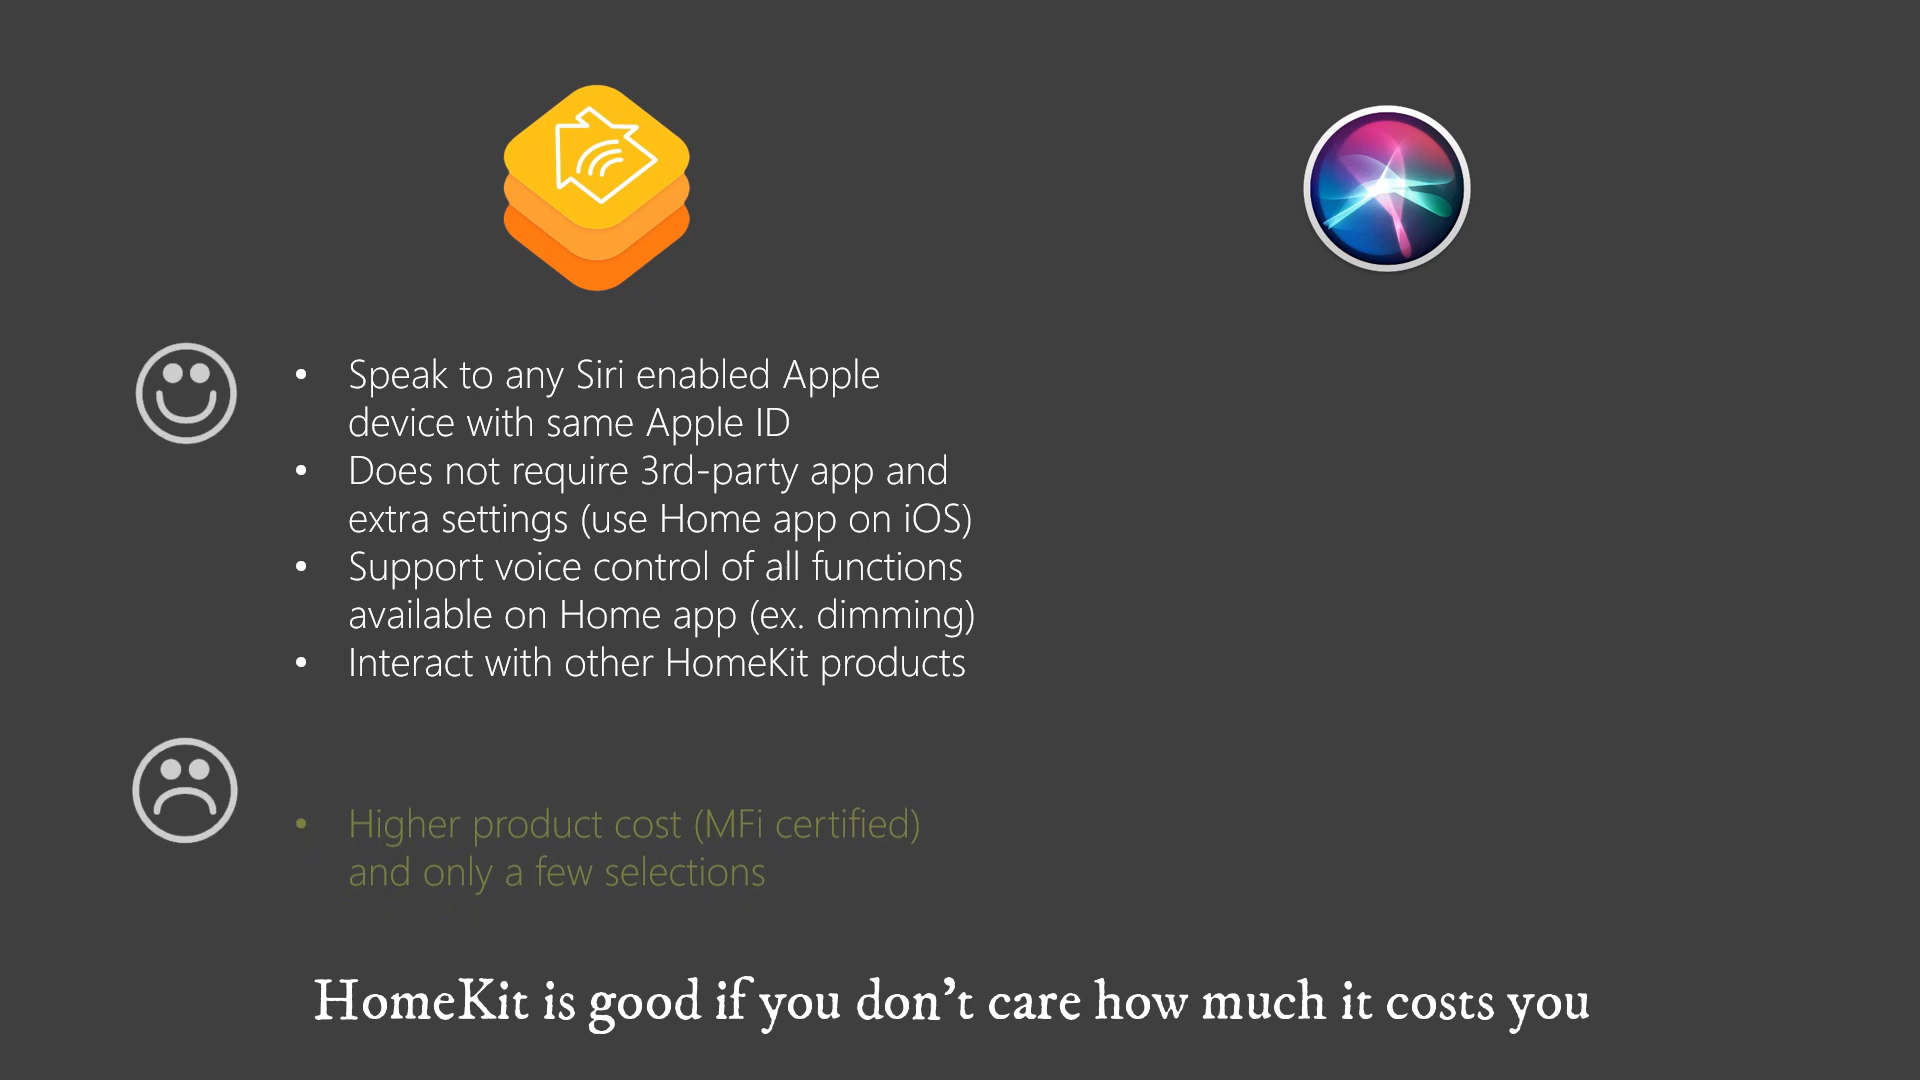 • Speak to any Siri enabled Apple
device with same Apple ID
• Does not require 3rd-party app and
extra settings (use Home app on iOS)
• Support voice control of all functions
available on Home app (ex. dimming)
• Interact with other HomeKit products
• Higher product cost (MFi certified)
and only a few selections
HomeKit is good if you don't care how much it costs you